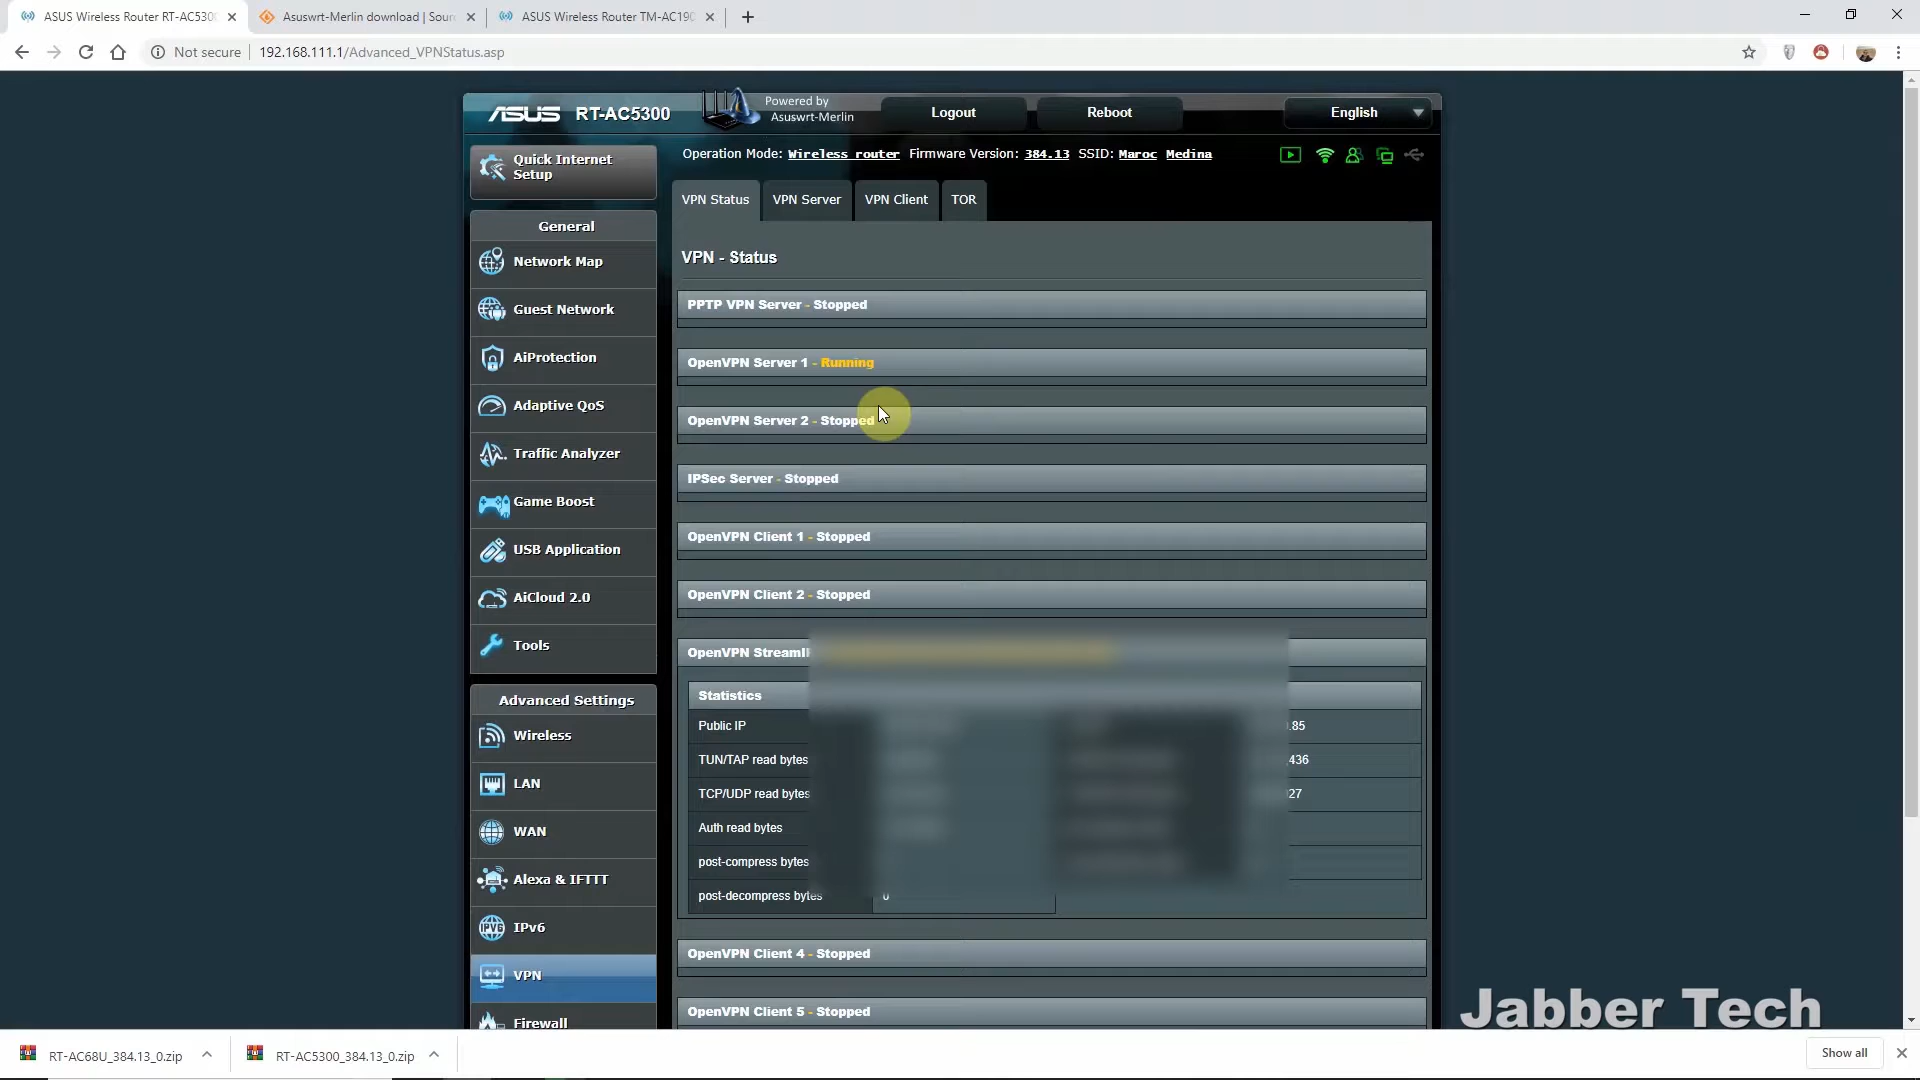 ASUS Wireless Router RT-AC5300
Asuswrt-Merlin download | Sour
ASUS Wireless Router TM-AC190
Not secure
192.168.111.1/Advanced_VPNStatus.asp
ASUS RT-AC5300
Powered by
Asuswrt-Merlin
Logout
Reboot
English
Quick Internet
Setup
Operation Mode: Wireless router Firmware Version: 384.13 SSID: Maroc Medina
VPN Status
VPN Server
VPN Client
TOR
General
Network Map
Guest Network
AiProtection
Adaptive QoS
Traffic Analyzer
Game Boost
USB Application
AiCloud 2.0
Tools
Advanced Settings
Wireless
LAN
WAN
Alexa & IFTTT
IPv6
VPN
Firewall
VPN - Status
PPTP VPN Server - Stopped
OpenVPN Server 1 - Running
OpenVPN Server 2 - Stopped
IPSec Server - Stopped
OpenVPN Client 1 - Stopped
OpenVPN Client 2 - Stopped
OpenVPN
Statistics
Public IP
.85
TUN/TAP read bytes
436
TCP/UDP read bytes
27
Auth read bytes
post-compress bytes
post-decompress bytes
0
OpenVPN Client 4 - Stopped
OpenVPN Client 5 - Stopped
Jabber Tech
RT-AC68U_384.13_0.zip
RT-AC5300_384.13_0.zip
Show all